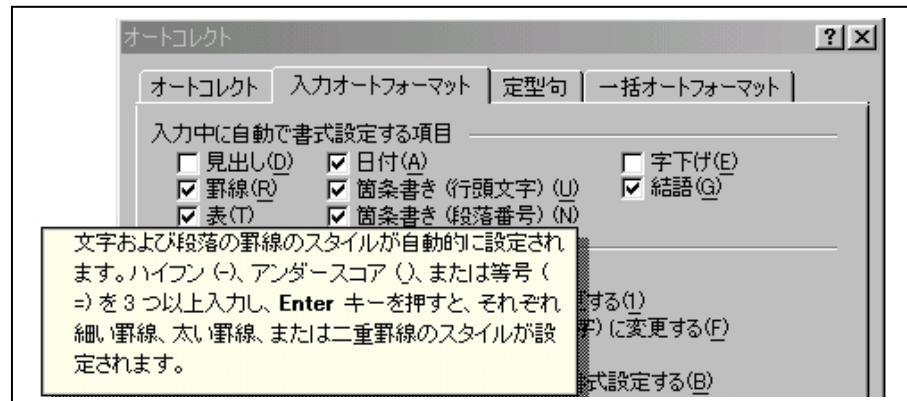 オートコレクト
オートコレクト 入力オートフォーマット 定型句 一括オートフォーマット
入力中に自動で書式設定する項目
見出し(D) 日付(A) 字下げ(E)
罫線(R) 箇条書き (行頭文字) (U) 結語(G)
表(T) 箇条書き (段落番号) (N)
文字および段落の罫線のスタイルが自動的に設定され
ます。ハイフン (-)、アンダースコア (_)、または等号 (
=) を 3 つ以上入力し、Enter キーを押すと、それぞれ
細い罫線、太い罫線、または二重罫線のスタイルが設
定されます。
する(1)
字) に変更する(F)
式設定する(B)